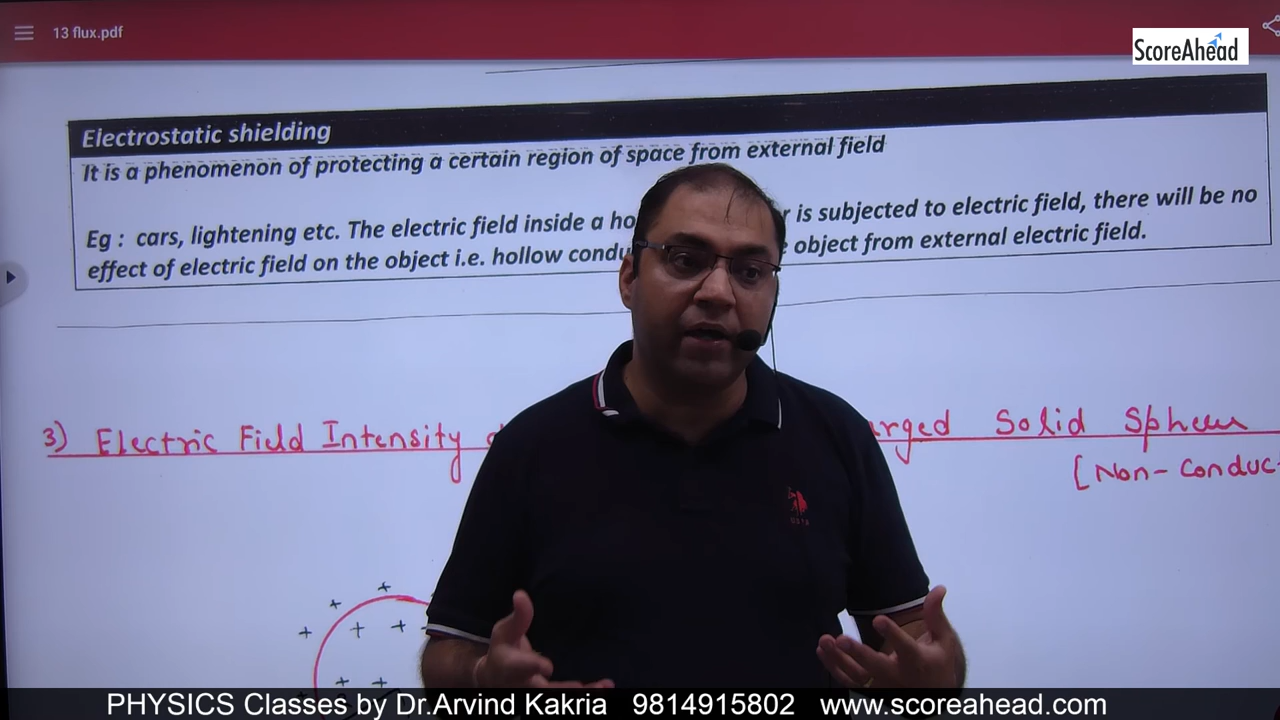 13 flux.pdf
ScoreAhead
Electrostatic shielding
It is a phenomenon of protecting a certain region of space from external field
Eg : cars, lightening etc. The electric field inside a ho r is subjected to electric field, there will be no
effect of electric field on the object i.e. hollow condu object from external electric field.
3) Electric Field Intensity arged Solid Sphere
[Non-Conduc
+ +
+ + +
+ +
U.S.P.A.
PHYSICS Classes by Dr.Arvind Kakria 9814915802 www.scoreahead.com